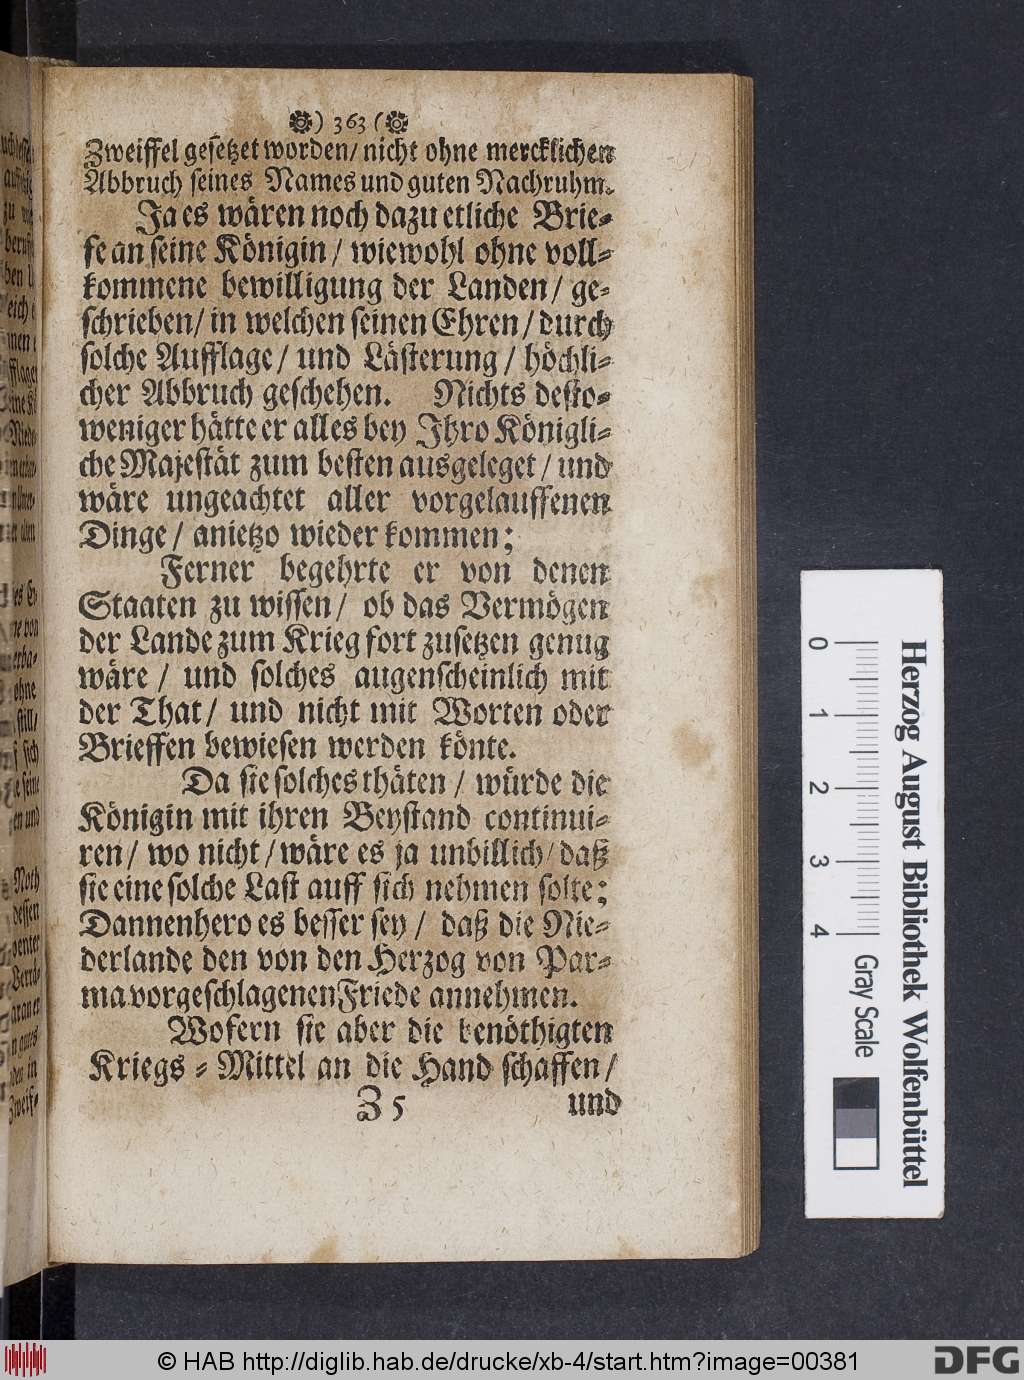 ) 363 (
Zweiffel gesetzet worden/ nicht ohne mercklichen
Abbruch seines Names und guten Nachruhm.
Ja es wären noch dazu etliche Brie-
fe an seine Königin / wiewohl ohne voll-
kommene bewilligung der Landen / ge-
schrieben / in welchen seinen Ehren / durch
solche Aufflage / und Lästerung / höchli-
cher Abbruch geschehen. Nichts desto-
weniger hätte er alles bey Ihro Königli-
che Majestät zum besten ausgeleget / und
wäre ungeachtet aller vorgelauffenen
Dinge / anietzo wieder kommen;
Ferner begehrte er von denen
Staaten zu wissen / ob das Vermögen
der Lande zum Krieg fort zusetzen genug
wäre / und solches augenscheinlich mit
der That / und nicht mit Worten oder
Brieffen bewiesen werden könte.
Da sie solches thäten / würde die
Königin mit ihren Beystand continui-
ren / wo nicht / wäre es ja unbillich / daß
sie eine solche Last auff sich nehmen solte;
Dannenhero es besser sey / daß die Nie-
derlande den von den Herzog von Par-
ma vorgeschlagenen Friede annehmen.
Wofern sie aber die benöthigten
Kriegs-Mittel an die Hand schaffen /
Z 5 und
0 1 2 3 4
Gray Scale
Herzog August Bibliothek Wolfenbüttel
© HAB http://diglib.hab.de/drucke/xb-4/start.htm?image=00381
DFG